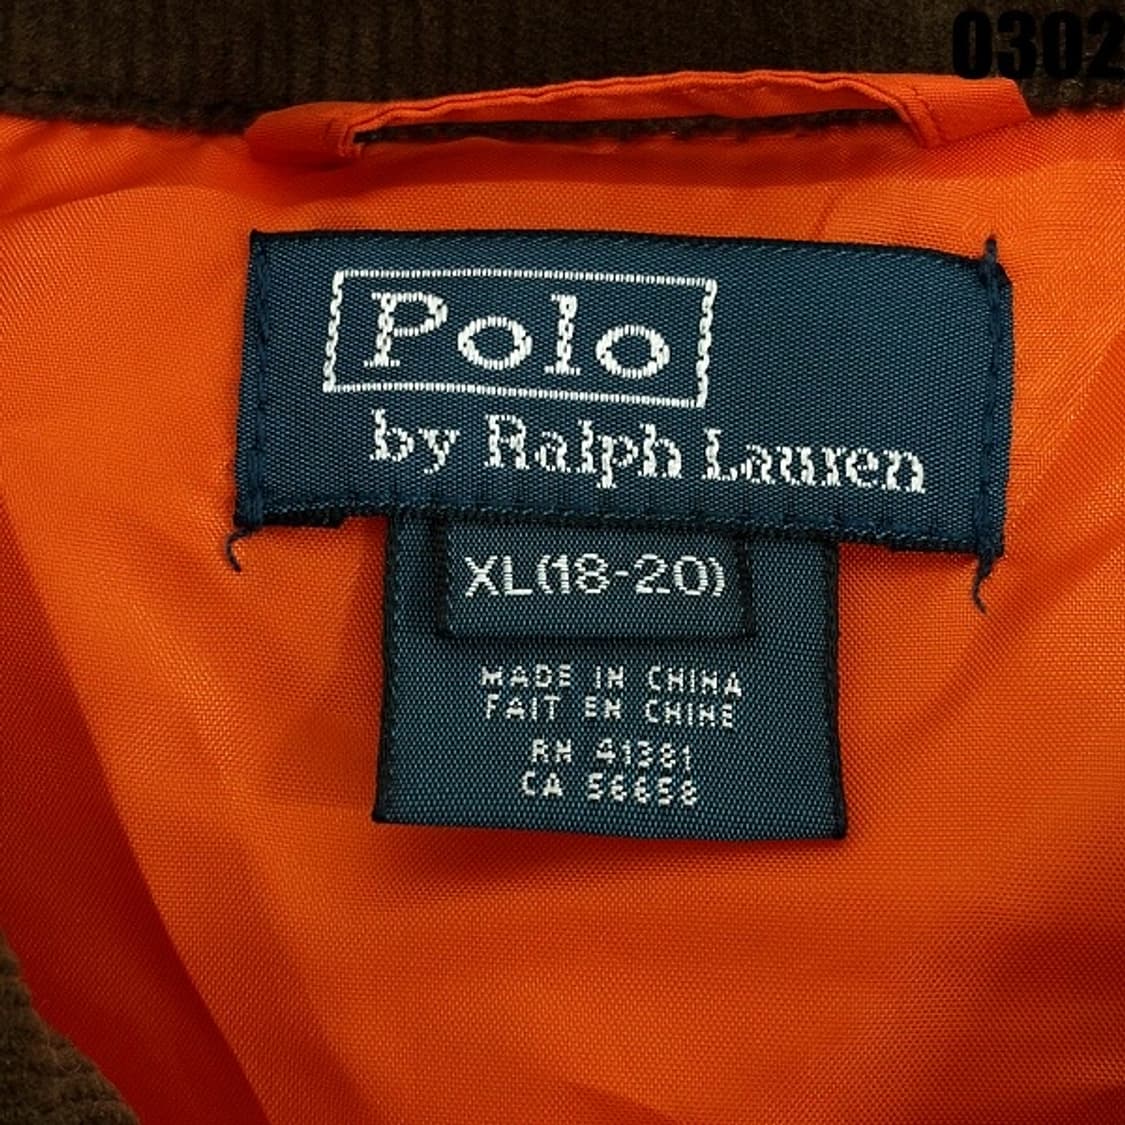 0302
Polo
by Ralph Lauren
XL(18-20)
MADE IN CHINA
FAIT EN CHINE
RN 41381
CA 56658